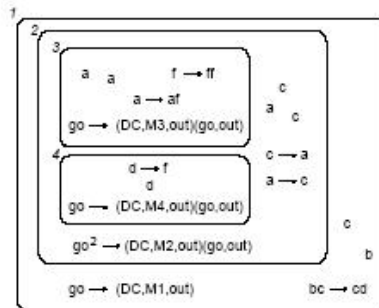 1
2
3
a a f → ff
a → af
go → (DC,M3,out)(go,out)
4
d → f
d
go → (DC,M4,out)(go,out)
c
a c
c → a
a → c
go² → (DC,M2,out)(go,out)
c
b
go → (DC,M1,out) bc → cd